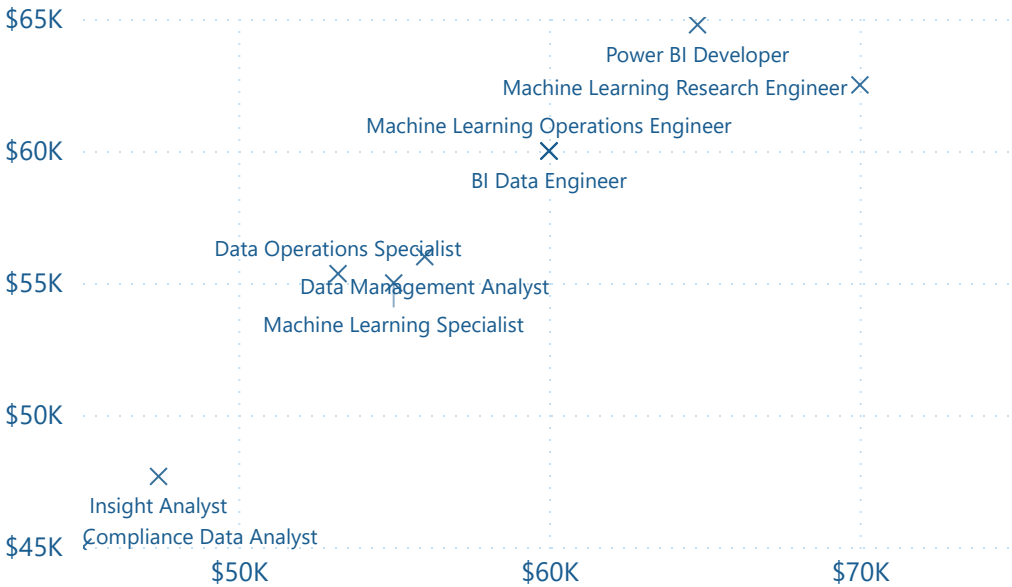 $65K
Power BI Developer
Machine Learning Research Engineer
Machine Learning Operations Engineer
$60K
BI Data Engineer
Data Operations Specialist
$55K
Data Management Analyst
Machine Learning Specialist
$50K
Insight Analyst
Compliance Data Analyst
$45K
$50K
$60K
$70K